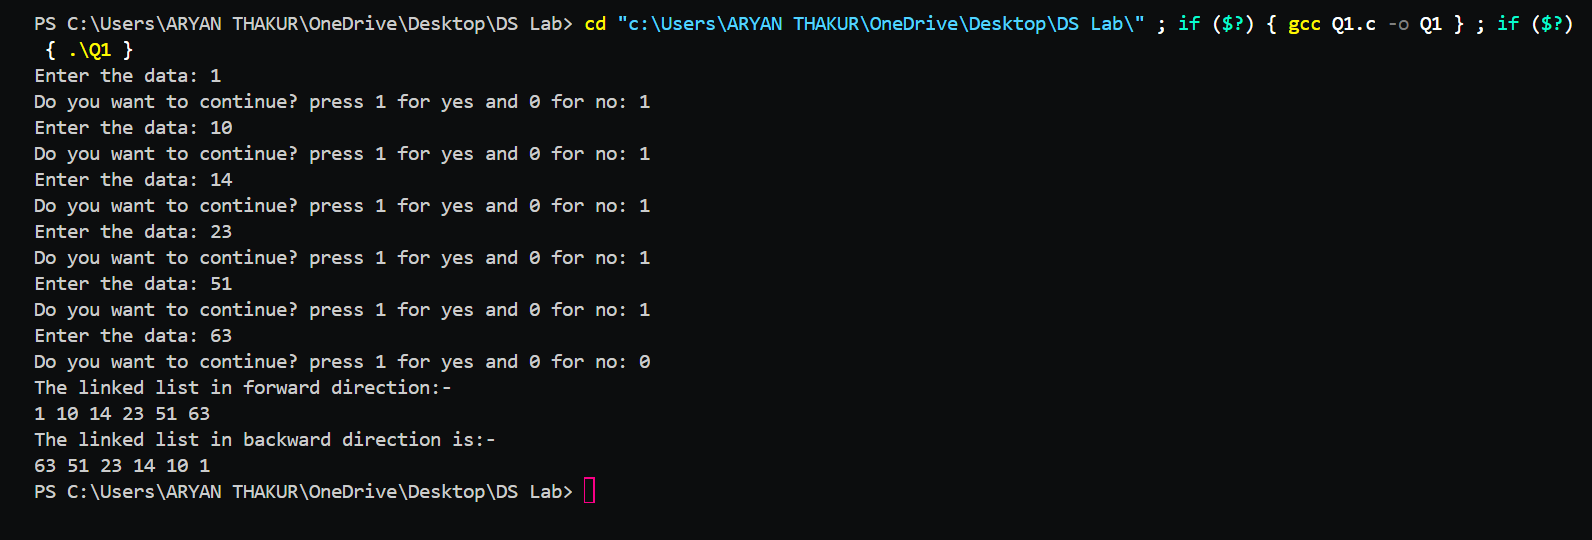 PS C:\Users\ARYAN THAKUR\OneDrive\Desktop\DS Lab> cd "c:\Users\ARYAN THAKUR\OneDrive\Desktop\DS Lab\" ; if ($?) { gcc Q1.c -o Q1 } ; if ($?)
 { .\Q1 }
Enter the data: 1
Do you want to continue? press 1 for yes and 0 for no: 1
Enter the data: 10
Do you want to continue? press 1 for yes and 0 for no: 1
Enter the data: 14
Do you want to continue? press 1 for yes and 0 for no: 1
Enter the data: 23
Do you want to continue? press 1 for yes and 0 for no: 1
Enter the data: 51
Do you want to continue? press 1 for yes and 0 for no: 1
Enter the data: 63
Do you want to continue? press 1 for yes and 0 for no: 0
The linked list in forward direction:-
1 10 14 23 51 63
The linked list in backward direction is:-
63 51 23 14 10 1
PS C:\Users\ARYAN THAKUR\OneDrive\Desktop\DS Lab>